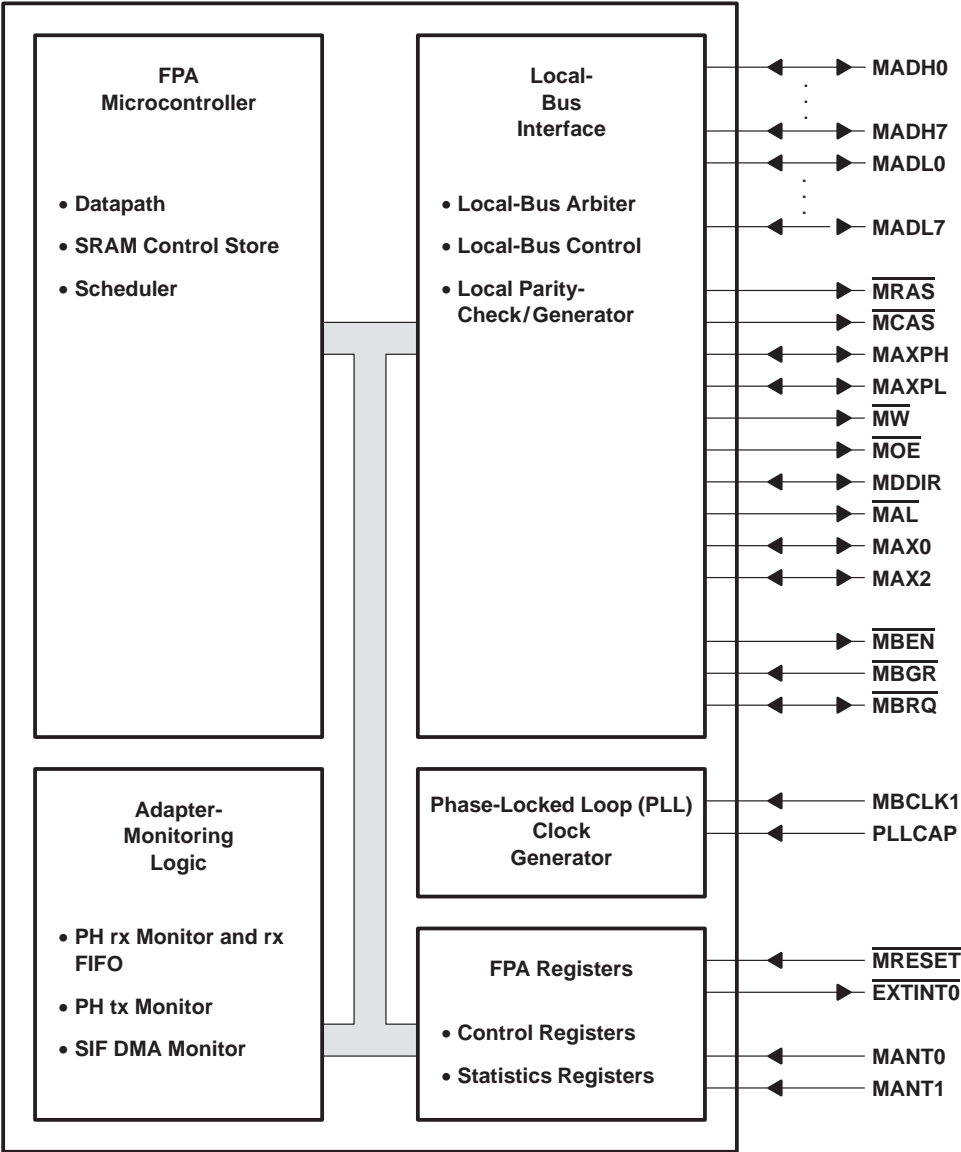 FPA
Microcontroller
• Datapath
• SRAM Control Store
• Scheduler
Local-
Bus
Interface
• Local-Bus Arbiter
• Local-Bus Control
• Local Parity-
Check/Generator
Adapter-
Monitoring
Logic
• PH rx Monitor and rx
FIFO
• PH tx Monitor
• SIF DMA Monitor
Phase-Locked Loop (PLL)
Clock
Generator
FPA Registers
• Control Registers
• Statistics Registers
MADH0
MADH7
MADL0
MADL7
MRAS
MCAS
MAXPH
MAXPL
MW
MOE
MDDIR
MAL
MAX0
MAX2
MBEN
MBGR
MBRQ
MBCLK1
PLLCAP
MRESET
EXTINT0
MANT0
MANT1